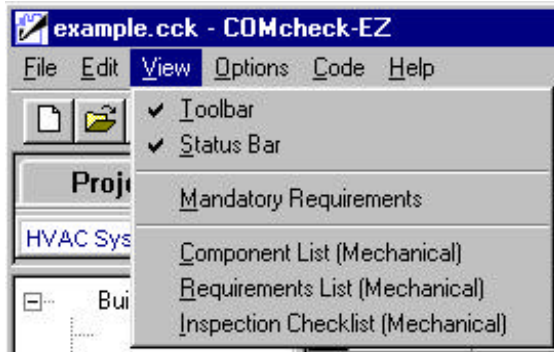 example.cck - COMcheck-EZ
File Edit View Options Code Help
Toolbar
Status Bar
Mandatory Requirements
HVAC
Component List (Mechanical)
Requirements List (Mechanical)
Inspection Checklist (Mechanical)